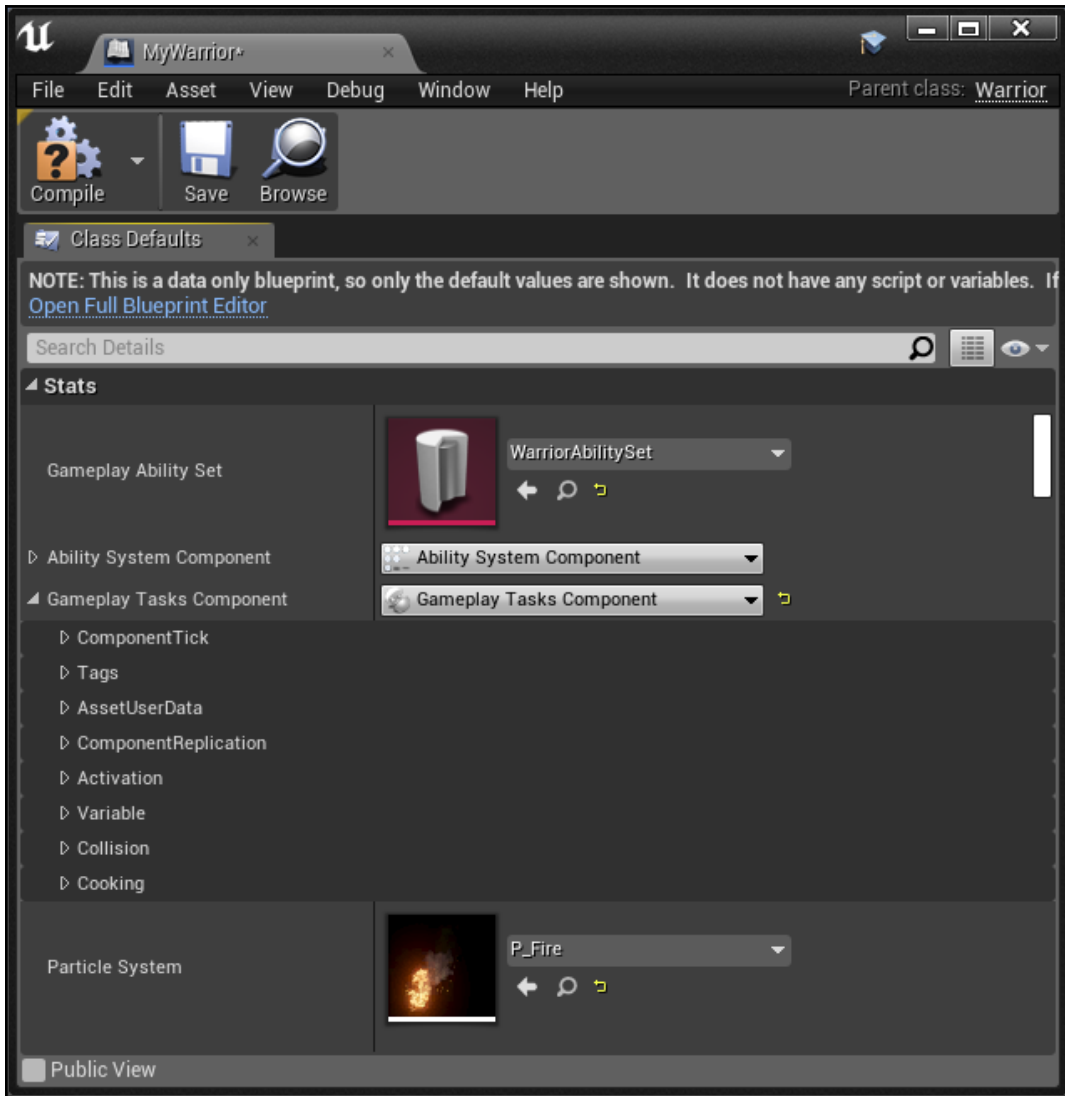 MyWarrior*
File Edit Asset View Debug Window Help Parent class: Warrior
Compile Save Browse
Class Defaults
NOTE: This is a data only blueprint, so only the default values are shown. It does not have any script or variables. If
Open Full Blueprint Editor
Search Details
Stats
Gameplay Ability Set WarriorAbilitySet
Ability System Component Ability System Component
Gameplay Tasks Component Gameplay Tasks Component
ComponentTick
Tags
AssetUserData
ComponentReplication
Activation
Variable
Collision
Cooking
Particle System P_Fire
Public View